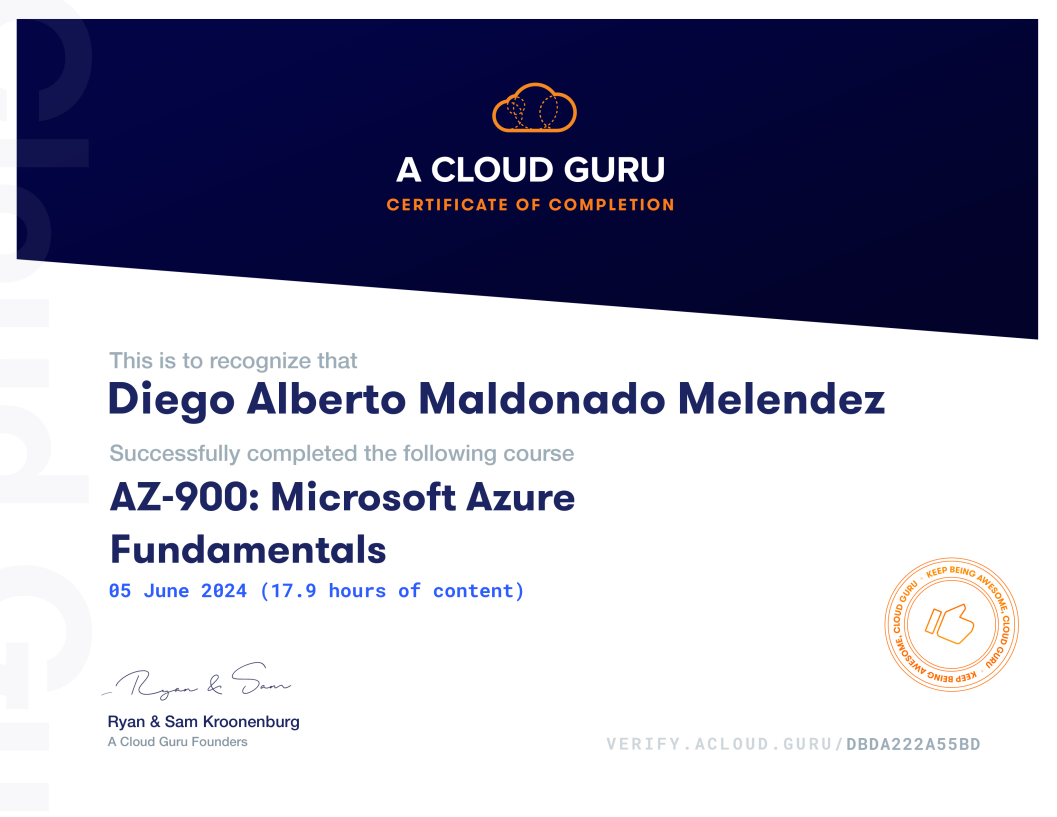 A CLOUD GURU
CERTIFICATE OF COMPLETION
This is to recognize that
Diego Alberto Maldonado Melendez
Successfully completed the following course
AZ-900: Microsoft Azure
Fundamentals
05 June 2024 (17.9 hours of content)
KEEP BEING AWESOME, CLOUD GURU · KEEP BEING AWESOME, CLOUD GURU ·
Ryan & Sam
Ryan & Sam Kroonenburg
A Cloud Guru Founders
VERIFY.ACLOUD.GURU/DBDA222A55BD